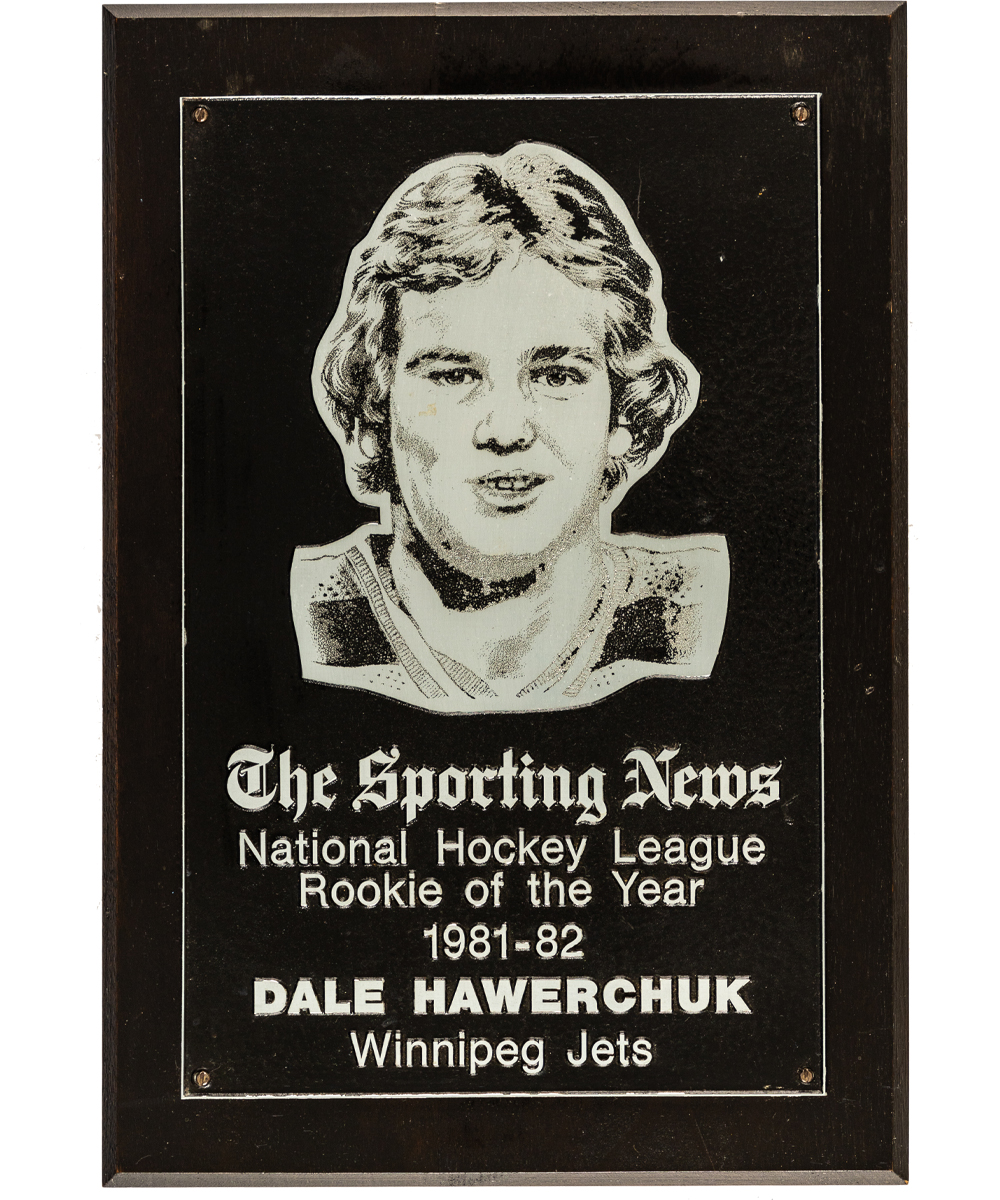 The Sporting News
National Hockey League
Rookie of the Year
1981-82
DALE HAWERCHUK
Winnipeg Jets